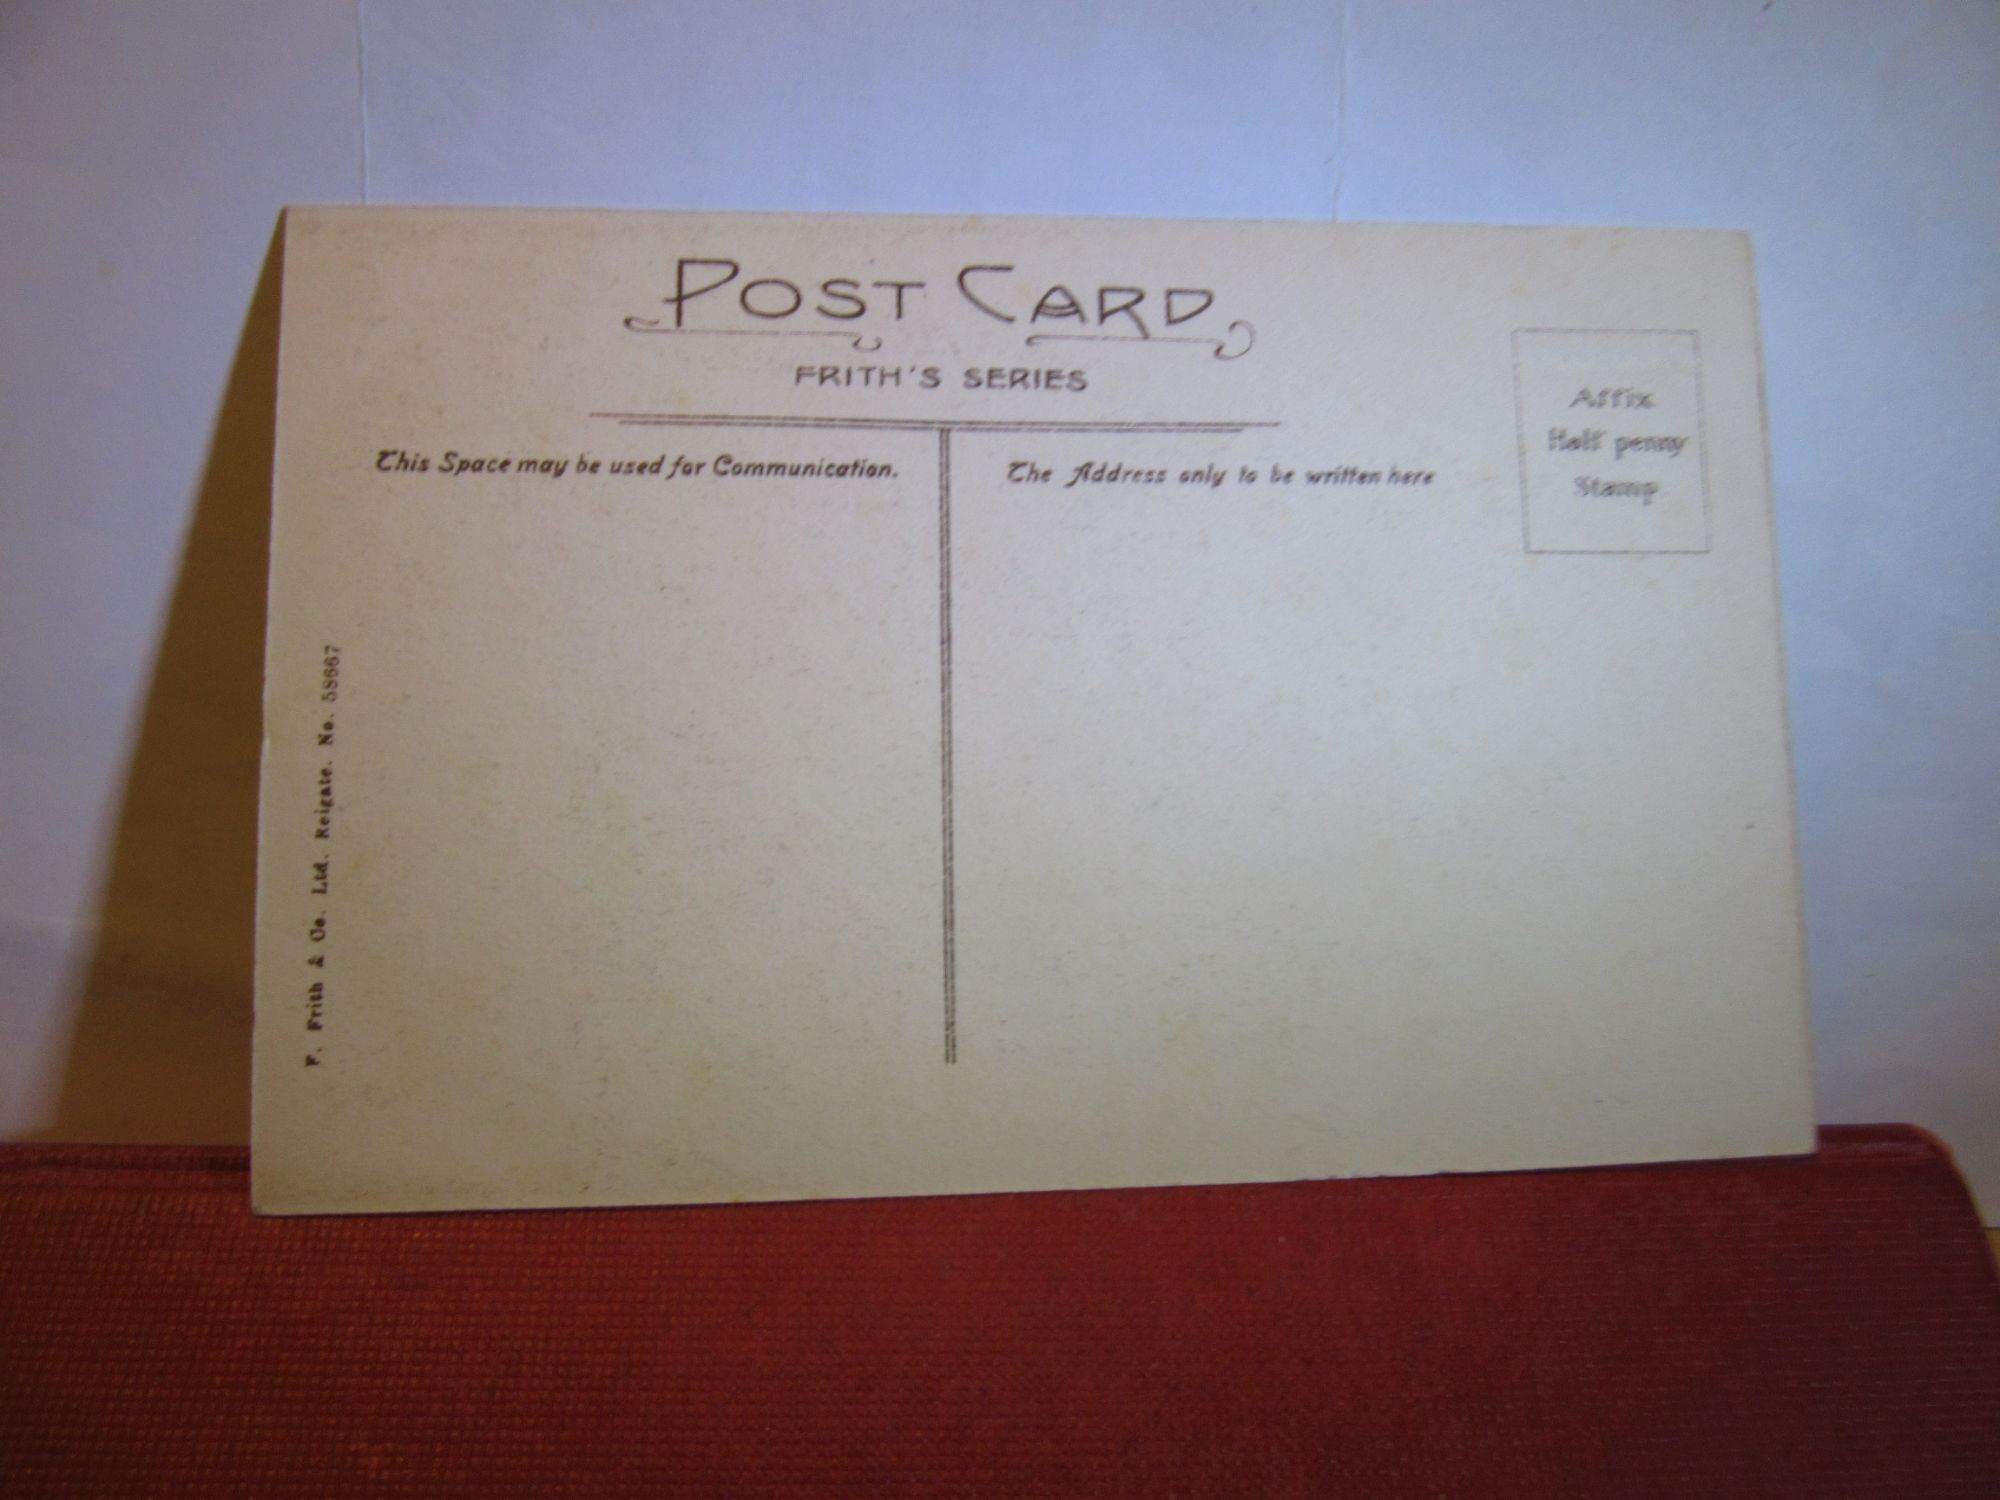 POST CARD
FRITH'S SERIES
This Space may be used for Communication.
The Address only to be written here
Affix
Half penny
Stamp
F. Frith & Co. Ltd. Reigate. No. 58667